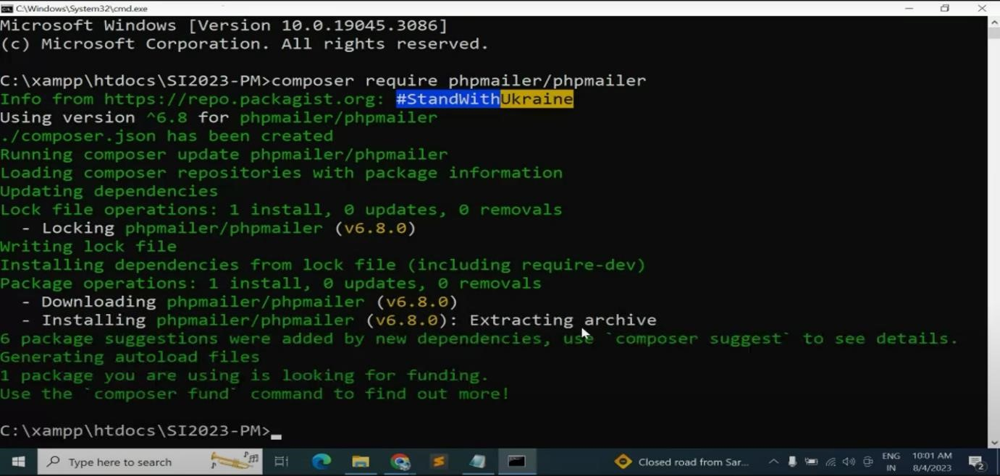 C:\Windows\System32\cmd.exe
Microsoft Windows [Version 10.0.19045.3086]
(c) Microsoft Corporation. All rights reserved.
C:\xampp\htdocs\SI2023-PM>composer require phpmailer/phpmailer
Info from https://repo.packagist.org: #StandWithUkraine
Using version ^6.8 for phpmailer/phpmailer
./composer.json has been created
Running composer update phpmailer/phpmailer
Loading composer repositories with package information
Updating dependencies
Lock file operations: 1 install, 0 updates, 0 removals
  - Locking phpmailer/phpmailer (v6.8.0)
Writing lock file
Installing dependencies from lock file (including require-dev)
Package operations: 1 install, 0 updates, 0 removals
  - Downloading phpmailer/phpmailer (v6.8.0)
  - Installing phpmailer/phpmailer (v6.8.0): Extracting archive
6 package suggestions were added by new dependencies, use `composer suggest` to see details.
Generating autoload files
1 package you are using is looking for funding.
Use the `composer fund` command to find out more!
C:\xampp\htdocs\SI2023-PM>_
Type here to search
Closed road from Sar...
ENG
IN
10:01 AM
8/4/2023
2